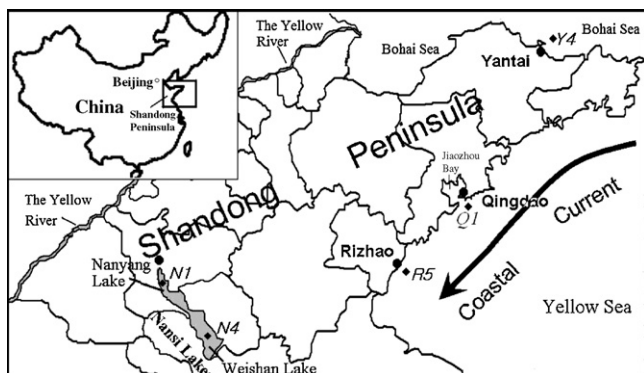 The Yellow
River
Bohai Sea
Y4
Bohai Sea
Yantai
Beijing
China
Shandong
Peninsula
Peninsula
Jiaozhou
Bay
The Yellow
River
Shandong
Qingdao
Q1
Current
Coastal
Rizhao
R5
Nanyang
Lake
N1
N4
Nansi Lake
Weishan Lake
Yellow Sea